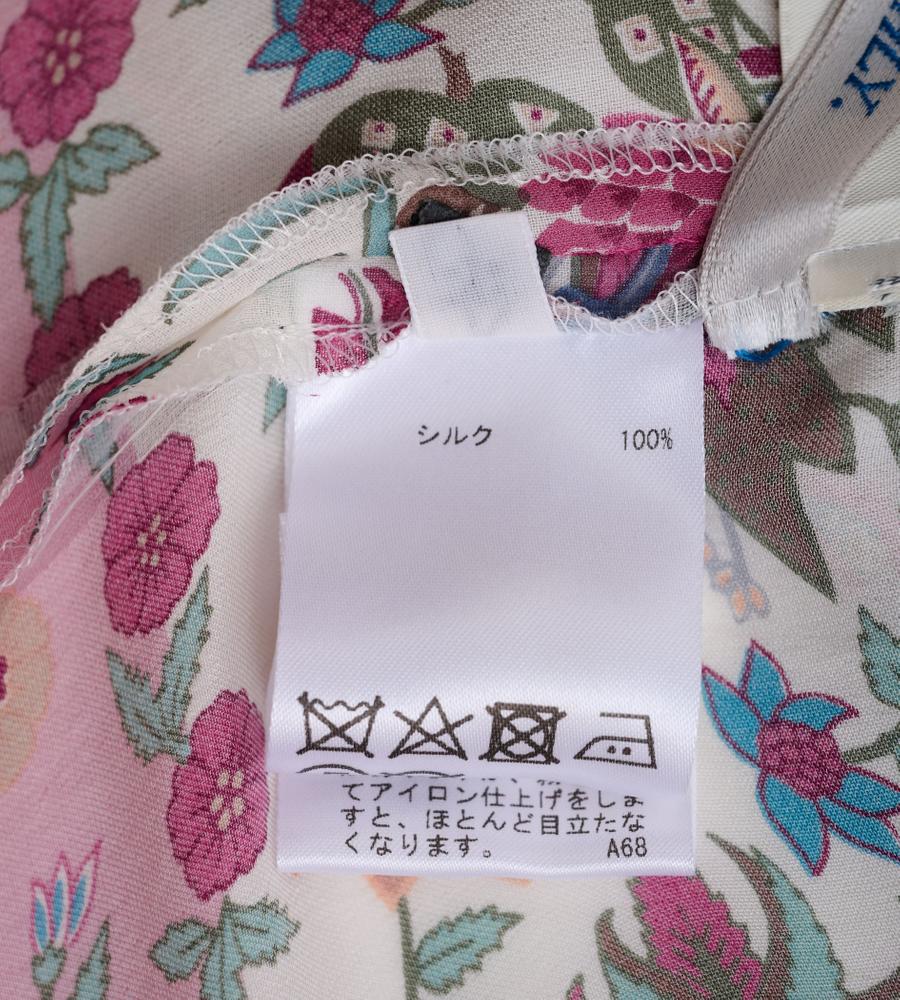 シルク 100%
てアイロン仕上げをしま
すと、ほとんど目立たな
くなります。 A68